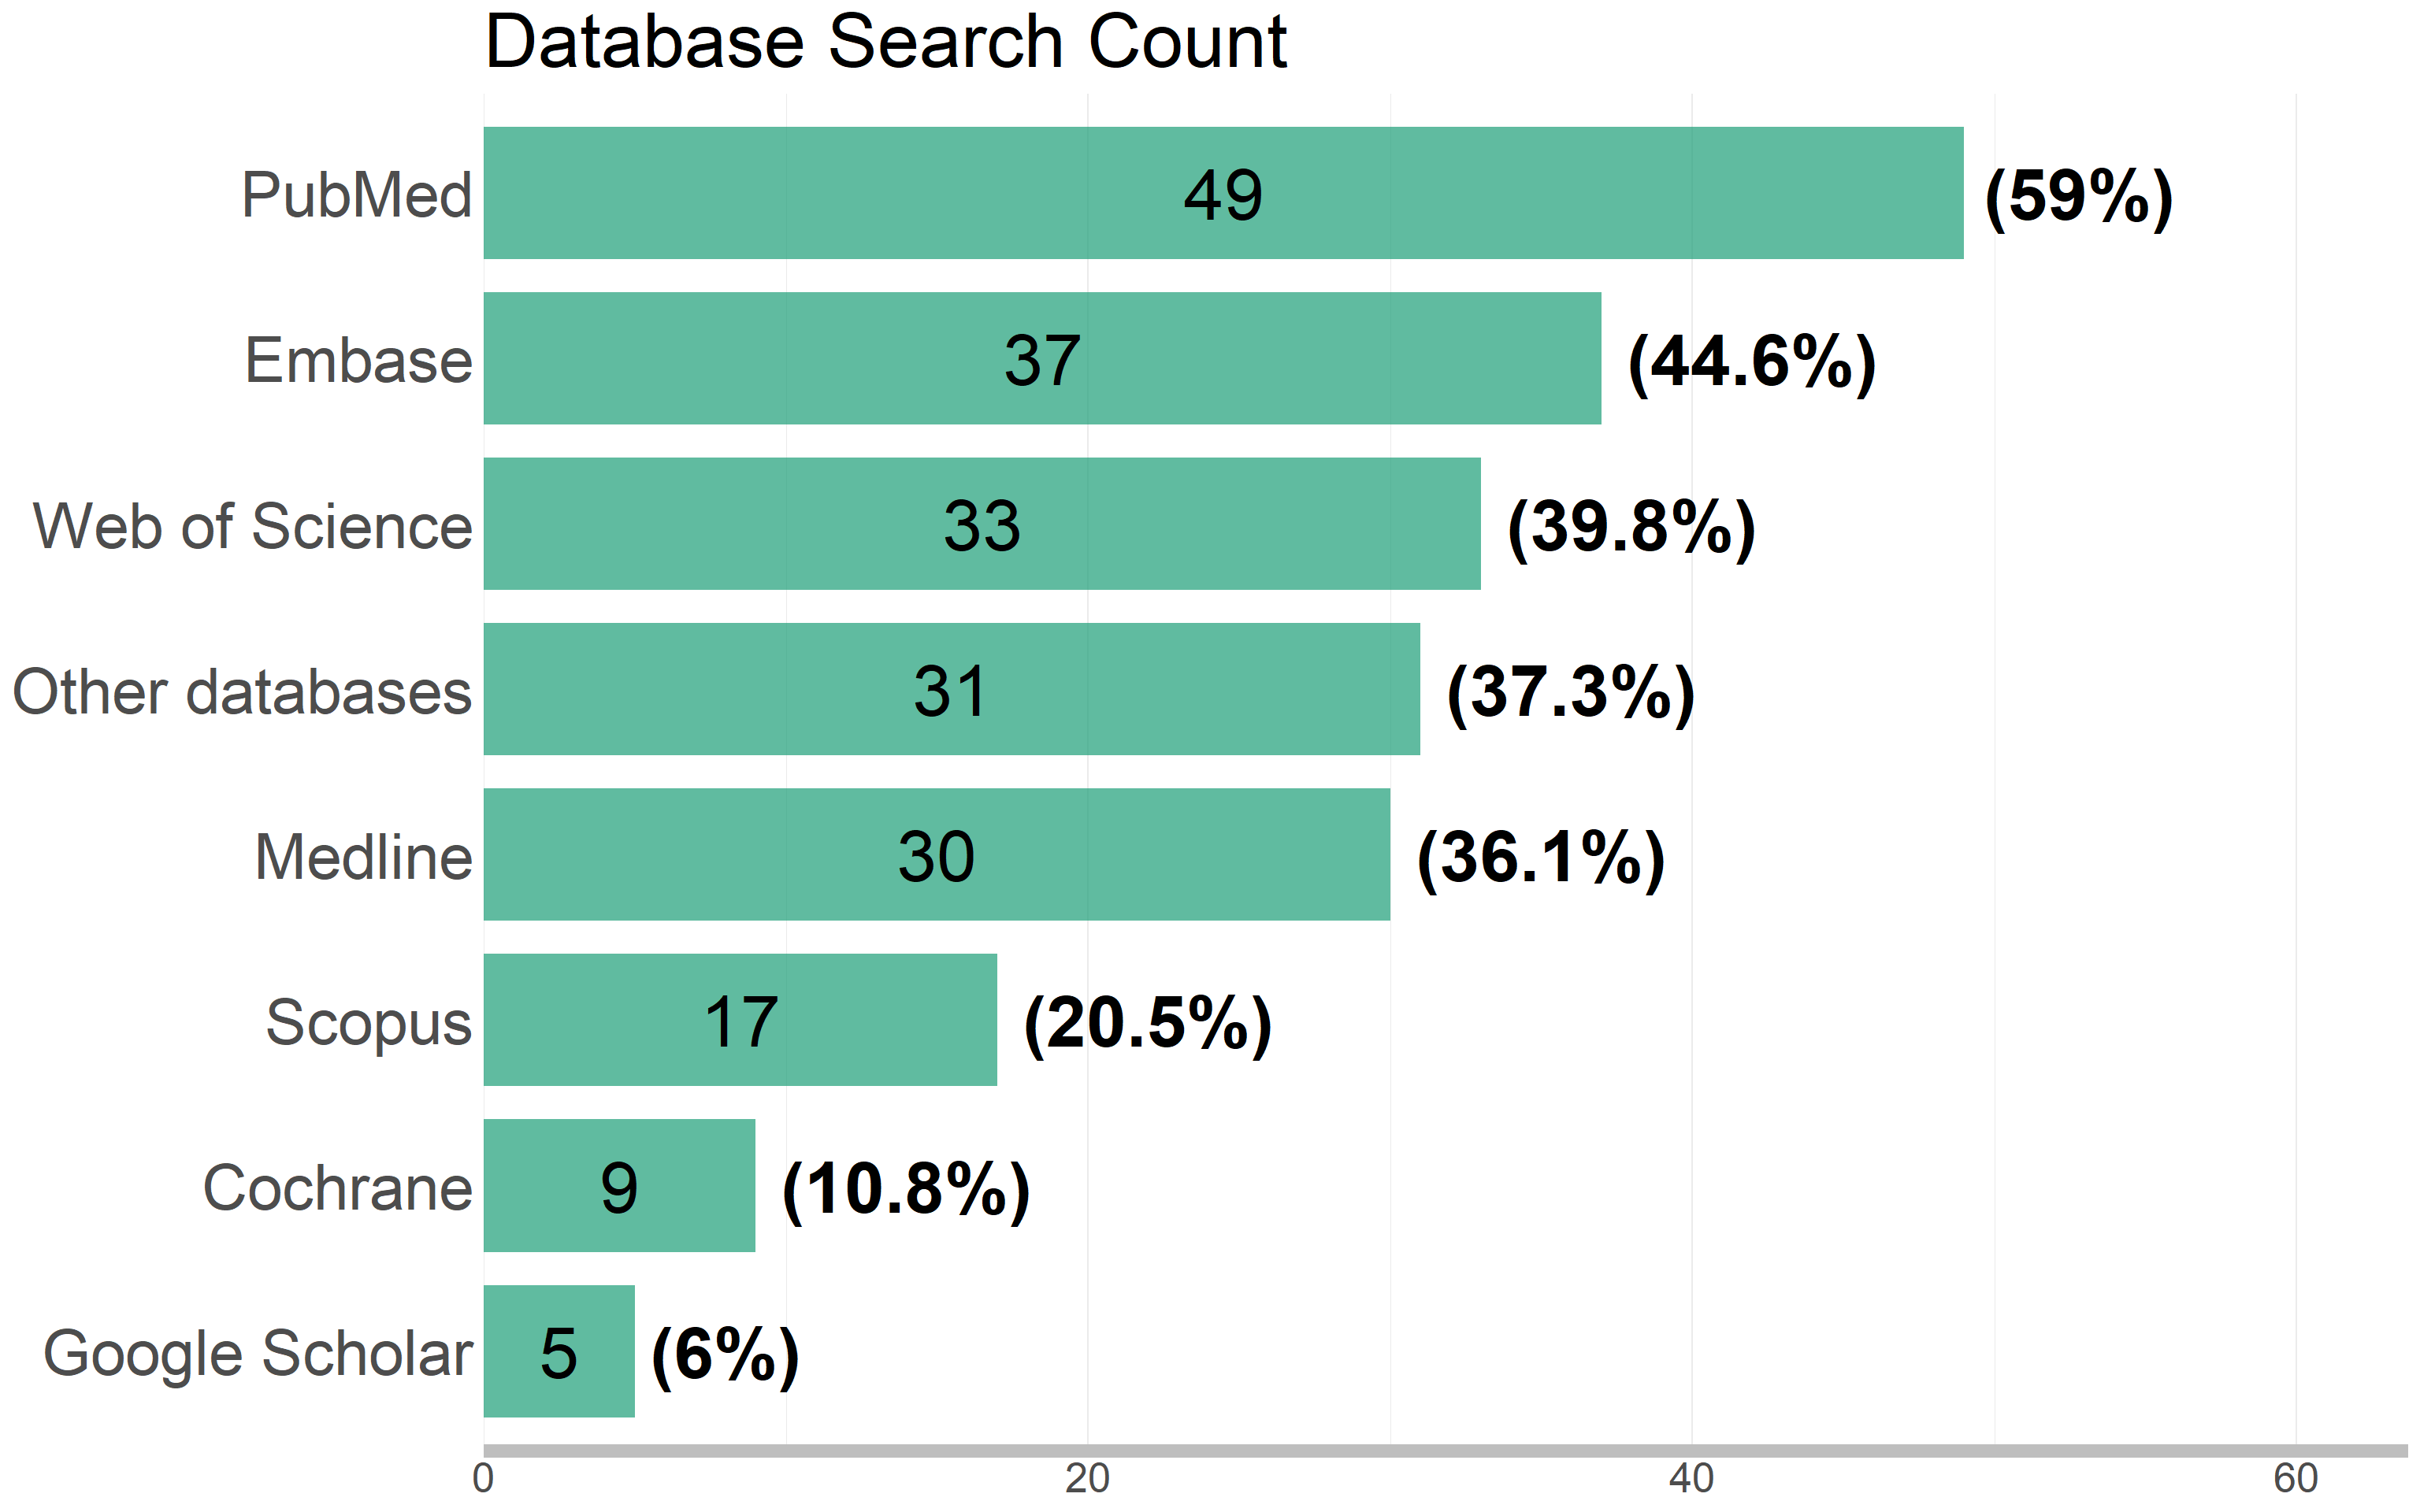 Database Search Count
PubMed 49 (59%)
Embase 37 (44.6%)
Web of Science 33 (39.8%)
Other databases 31 (37.3%)
Medline 30 (36.1%)
Scopus 17 (20.5%)
Cochrane 9 (10.8%)
Google Scholar 5 (6%)
0 20 40 60